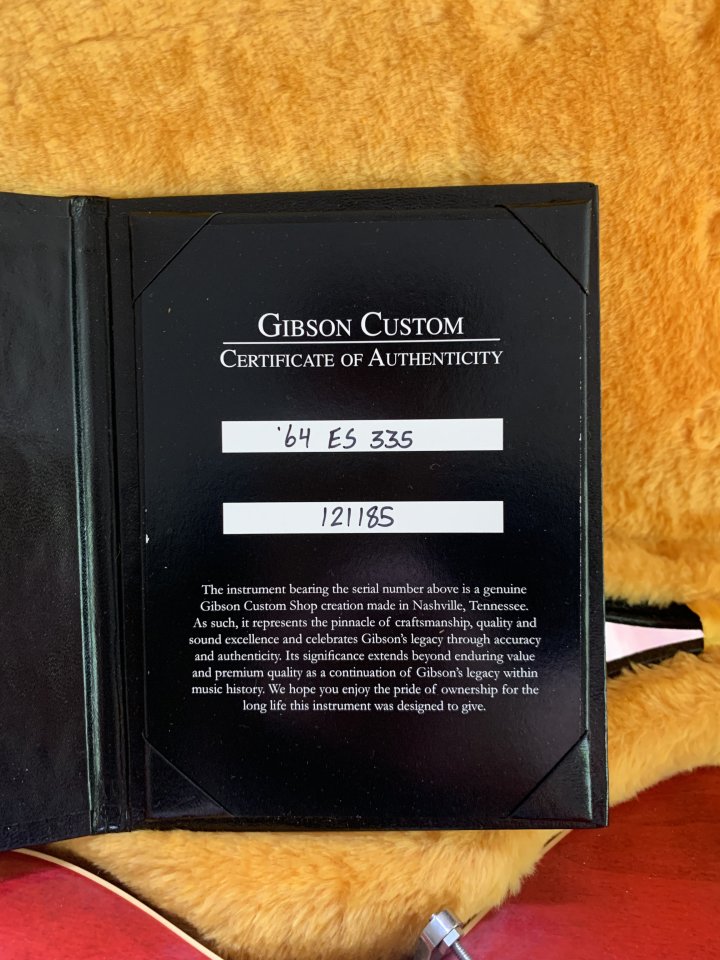 GIBSON CUSTOM
CERTIFICATE OF AUTHENTICITY
'64 ES 335
121185
The instrument bearing the serial number above is a genuine
Gibson Custom Shop creation made in Nashville, Tennessee.
As such, it represents the pinnacle of craftsmanship, quality and
sound excellence and celebrates Gibson's legacy through accuracy
and authenticity. Its significance extends beyond enduring value
and premium quality as a continuation of Gibson's legacy within
music history. We hope you enjoy the pride of ownership for the
long life this instrument was designed to give.